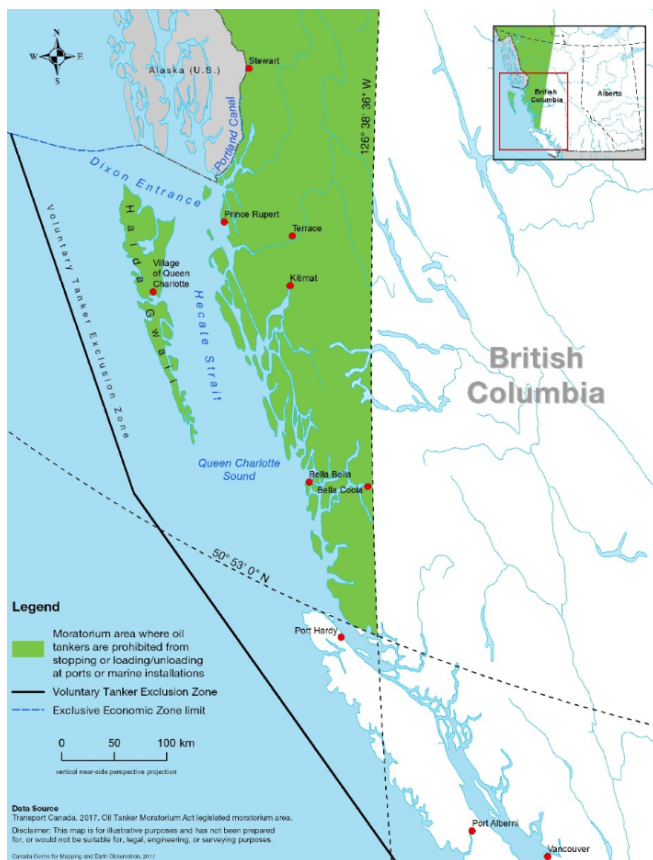 N
W
E
S
Alaska (U.S.)
Stewart
Portland Canal
126° 38' 36" W
British
Columbia
Alberta
Dixon Entrance
Prince Rupert
Terrace
Haida Gwaii
Village
of Queen
Charlotte
Kitimat
Hecate Strait
Voluntary Tanker Exclusion Zone
British
Columbia
Queen Charlotte
Sound
Bella Bella
Bella Coola
50° 53' 0" N
Port Hardy
Legend
Moratorium area where oil
tankers are prohibited from
stopping or loading/unloading
at ports or marine installations
Voluntary Tanker Exclusion Zone
Exclusive Economic Zone limit
0 50 100 km
vertical near-side perspective projection
Data Source
Transport Canada. 2017. Oil Tanker Moratorium Act legislated moratorium area.
Disclaimer: This map is for illustrative purposes and has not been prepared
for, or would not be suitable for, legal, engineering, or surveying purposes.
Canada Centre for Mapping and Earth Observation, 2017
Port Alberni
Vancouver